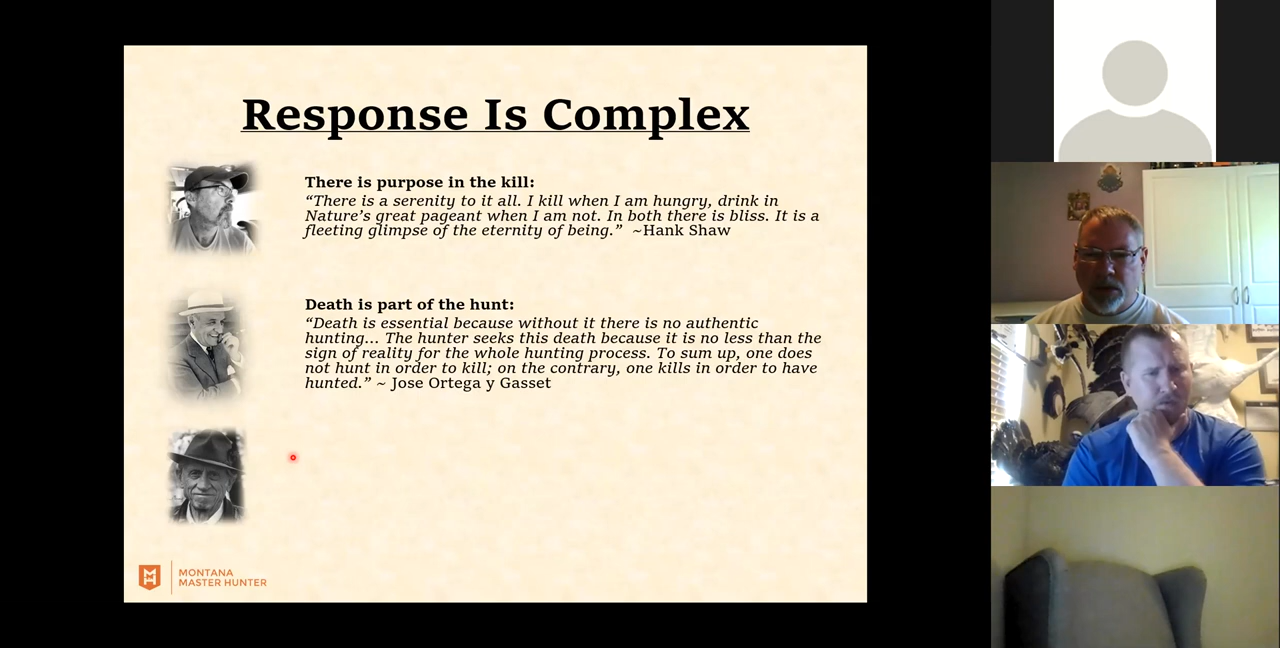 Response Is Complex
There is purpose in the kill:
“There is a serenity to it all. I kill when I am hungry, drink in
Nature’s great pageant when I am not. In both there is bliss. It is a
fleeting glimpse of the eternity of being.” ~Hank Shaw
Death is part of the hunt:
“Death is essential because without it there is no authentic
hunting... The hunter seeks this death because it is no less than the
sign of reality for the whole hunting process. To sum up, one does
not hunt in order to kill; on the contrary, one kills in order to have
hunted.” ~ Jose Ortega y Gasset
MONTANA
MASTER HUNTER